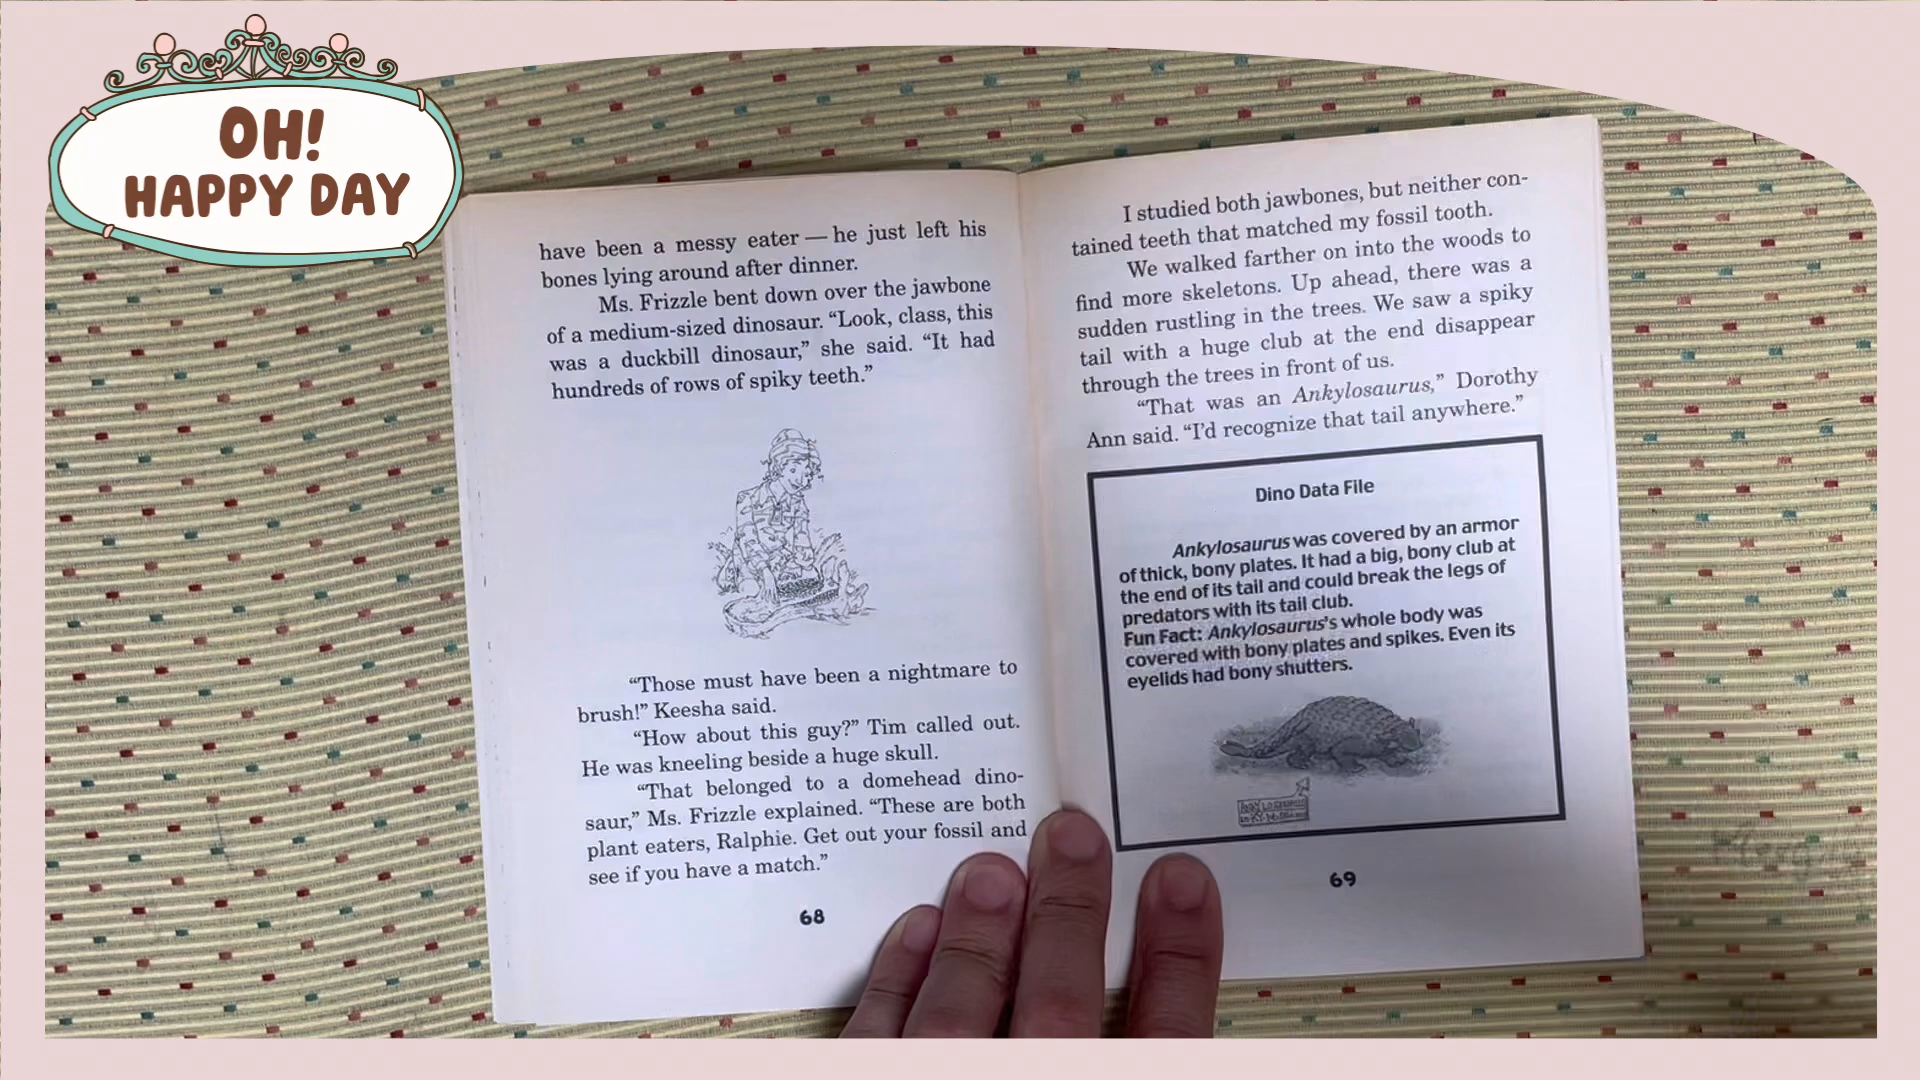 OH!
HAPPY DAY
have been a messy eater — he just left his
bones lying around after dinner.
Ms. Frizzle bent down over the jawbone
of a medium-sized dinosaur. “Look, class, this
was a duckbill dinosaur,” she said. “It had
hundreds of rows of spiky teeth.”
“Those must have been a nightmare to
brush!” Keesha said.
“How about this guy?” Tim called out.
He was kneeling beside a huge skull.
“That belonged to a domehead dino-
saur,” Ms. Frizzle explained. “These are both
plant eaters, Ralphie. Get out your fossil and
see if you have a match.”
68
I studied both jawbones, but neither con-
tained teeth that matched my fossil tooth.
We walked farther on into the woods to
find more skeletons. Up ahead, there was a
sudden rustling in the trees. We saw a spiky
tail with a huge club at the end disappear
through the trees in front of us.
“That was an Ankylosaurus,” Dorothy
Ann said. “I’d recognize that tail anywhere.”
Dino Data File
Ankylosaurus was covered by an armor
of thick, bony plates. It had a big, bony club at
the end of its tail and could break the legs of
predators with its tail club.
Fun Fact: Ankylosaurus’s whole body was
covered with bony plates and spikes. Even its
eyelids had bony shutters.
69